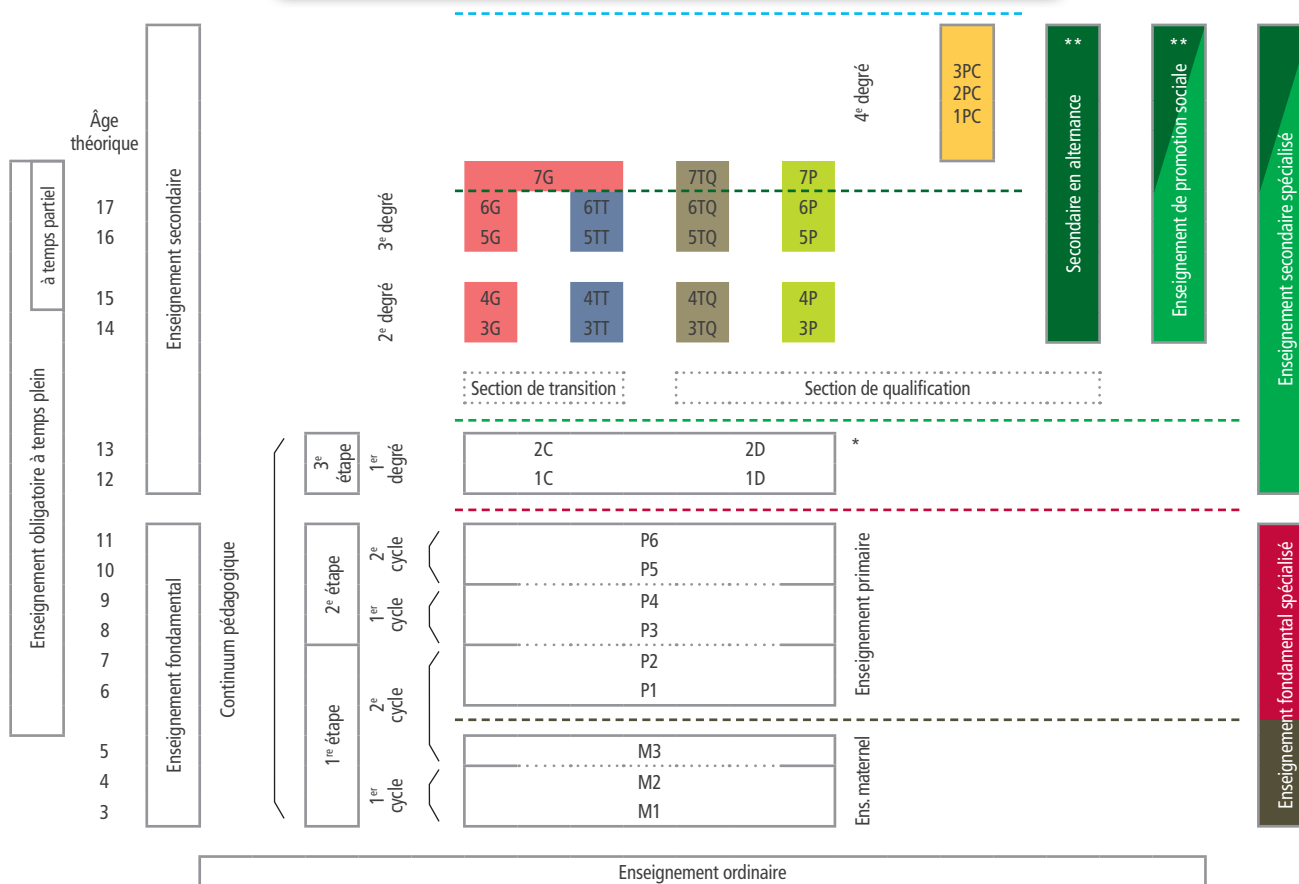 Âge
théorique
17
16
15
14
13
12
11
10
9
8
7
6
5
4
3
à temps partiel
Enseignement obligatoire à temps plein
Enseignement secondaire
Enseignement fondamental
Continuum pédagogique
3e étape
2e étape
1re étape
4e degré
3e degré
2e degré
1er degré
2e cycle
1er cycle
2e cycle
1er cycle
3PC
2PC
1PC
7G 7TQ 7P
6G 6TT 6TQ 6P
5G 5TT 5TQ 5P
4G 4TT 4TQ 4P
3G 3TT 3TQ 3P
Section de transition Section de qualification
2C 2D *
1C 1D
P6
P5
P4
P3
P2
P1
M3
M2
M1
Enseignement primaire
Ens. maternel
Secondaire en alternance **
Enseignement de promotion sociale **
Enseignement secondaire spécialisé
Enseignement fondamental spécialisé
Enseignement ordinaire